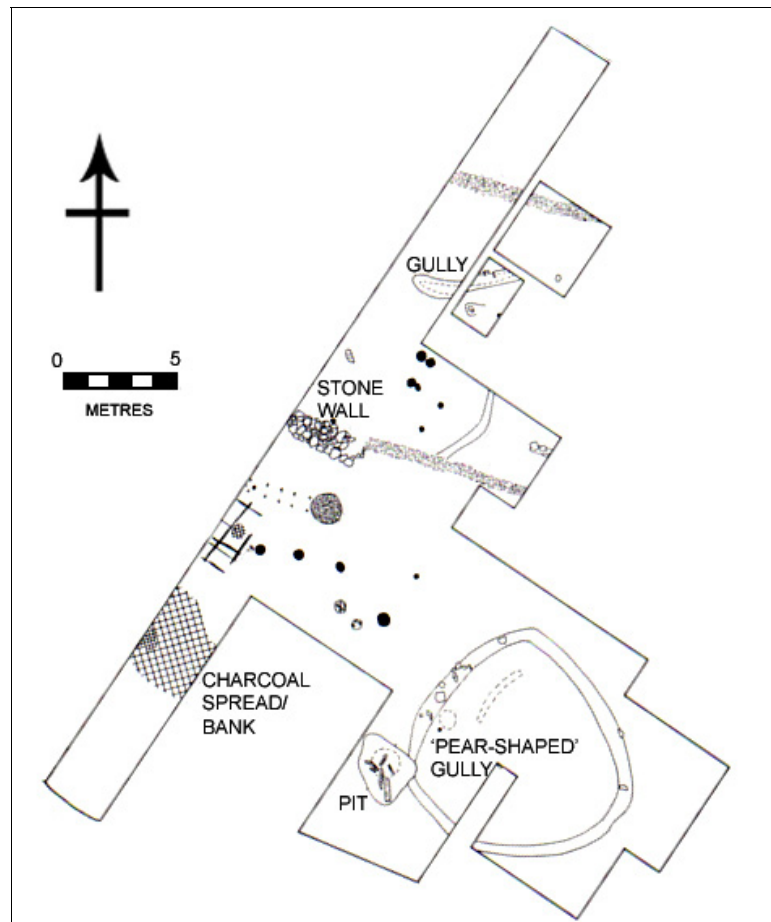 GULLY
0 5
METRES
STONE
WALL
CHARCOAL
SPREAD/
BANK
'PEAR-SHAPED'
GULLY
PIT